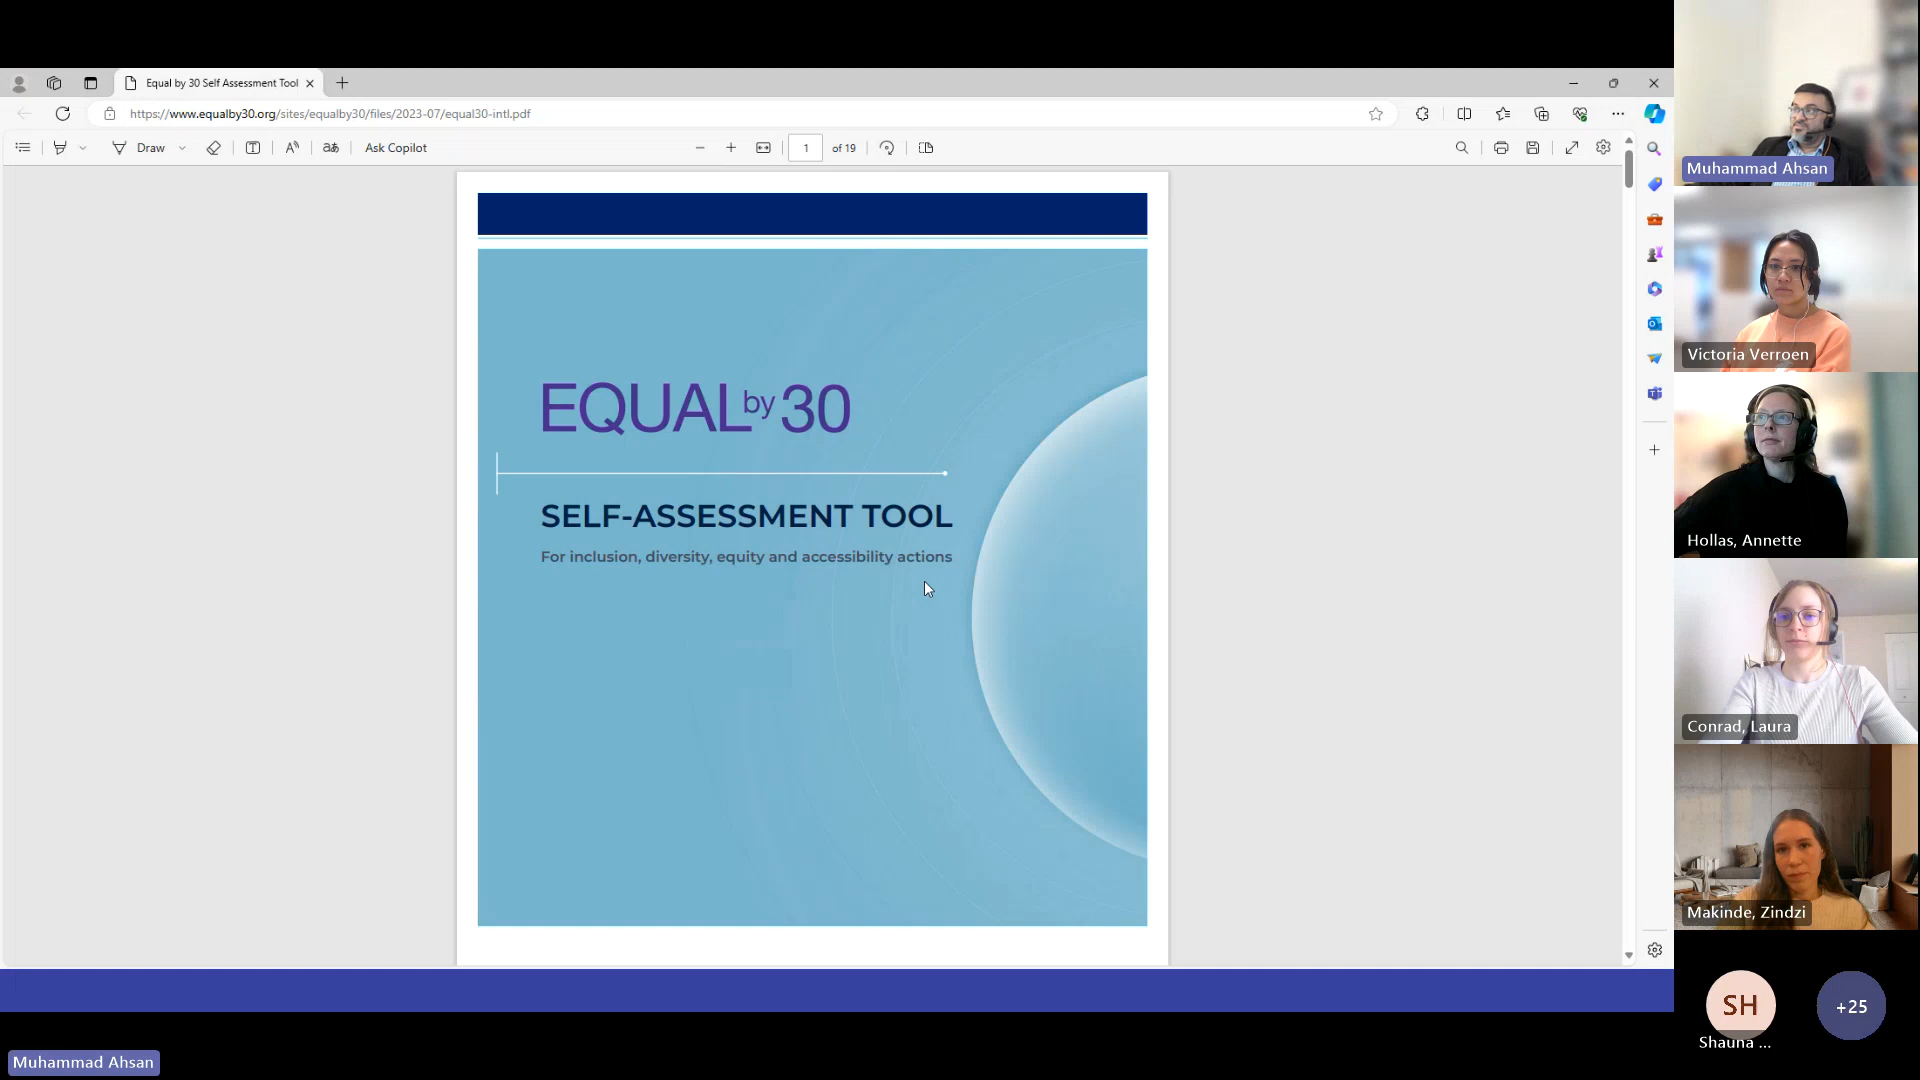 Equal by 30 Self Assessment Tool
https://www.equalby30.org/sites/equalby30/files/2023-07/equal30-intl.pdf
Draw
aあ
Ask Copilot
1 of 19
EQUAL by 30
SELF-ASSESSMENT TOOL
For inclusion, diversity, equity and accessibility actions
Muhammad Ahsan
Victoria Verroen
Hollas, Annette
Conrad, Laura
Makinde, Zindzi
SH
+25
Shauna ...
Muhammad Ahsan